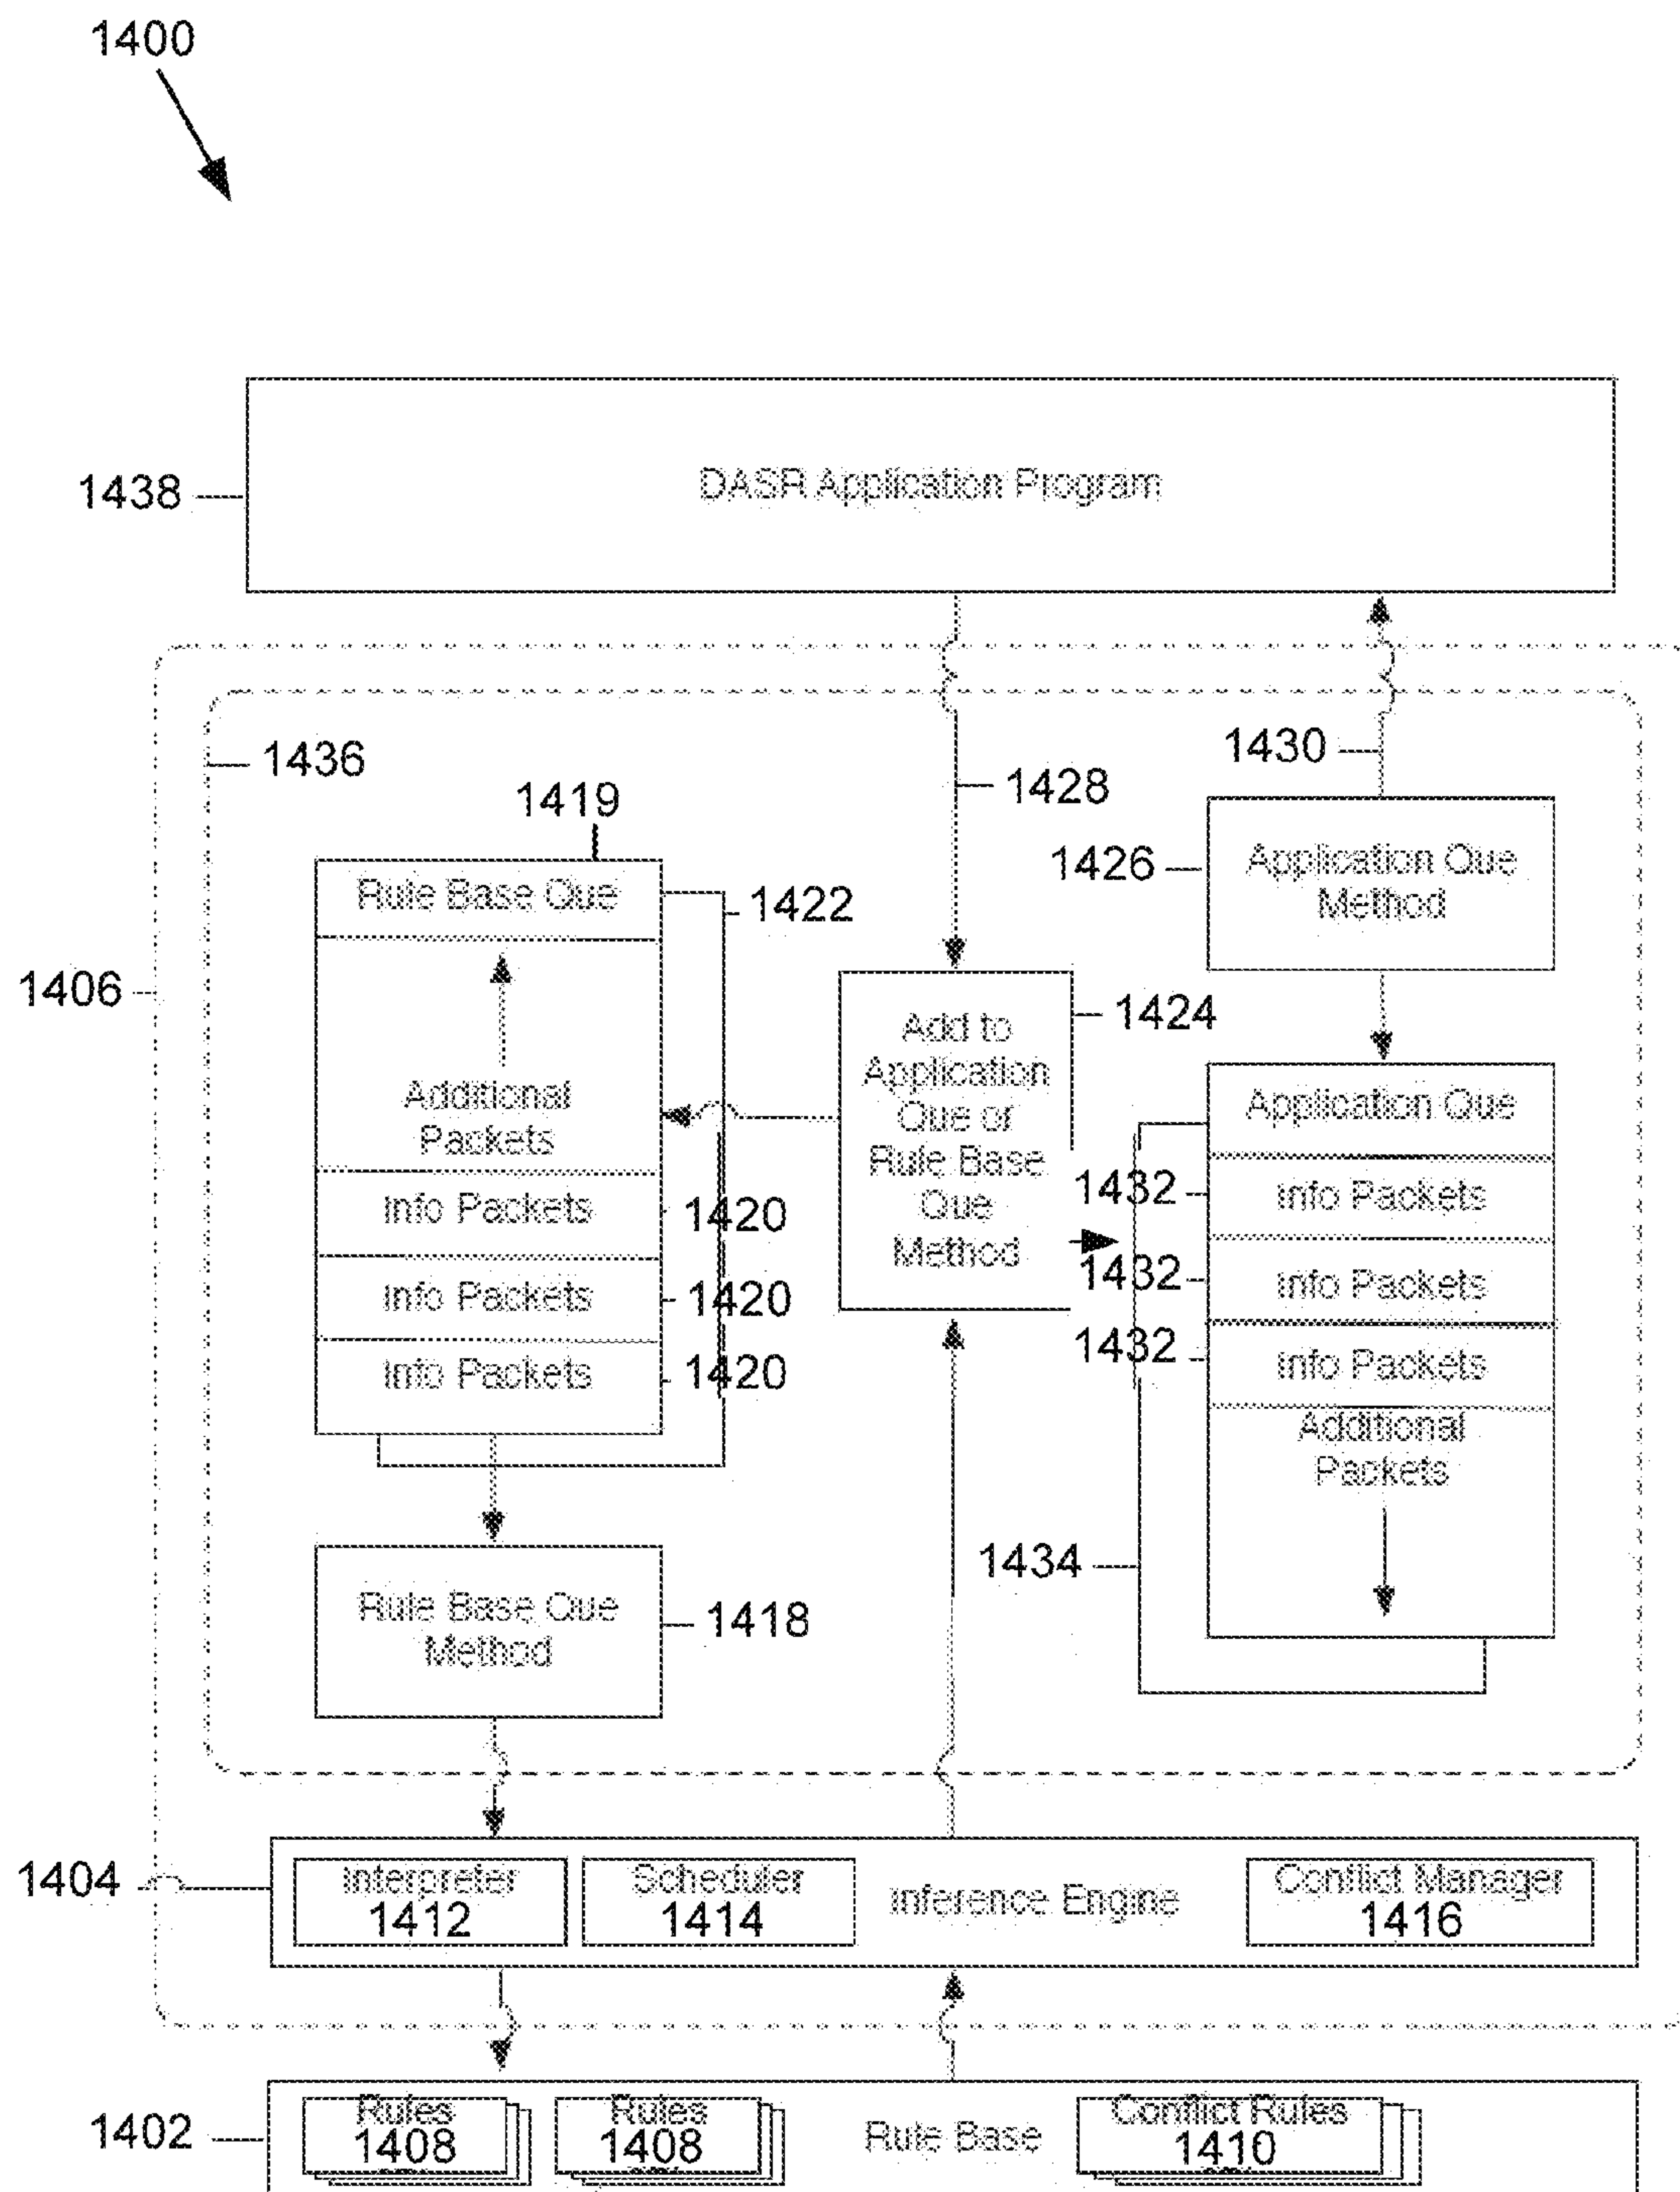 1400
1438
DASR Application Program
1436
1430
1428
1419
1426
Application Que
Method
Rule Base Que
1422
1406
1424
Add to
Application
Que or
Rule Base
Que
Method
Additional
Packets
Application Que
Info Packets
1420
1432
Info Packets
Info Packets
1420
1432
Info Packets
Info Packets
1420
1432
Info Packets
Additional
Packets
1434
Rule Base Que
Method
1418
1404
Interpreter
1412
Scheduler
1414
Inference Engine
Conflict Manager
1416
1402
Rules
1408
Rules
1408
Rule Base
Conflict Rules
1410